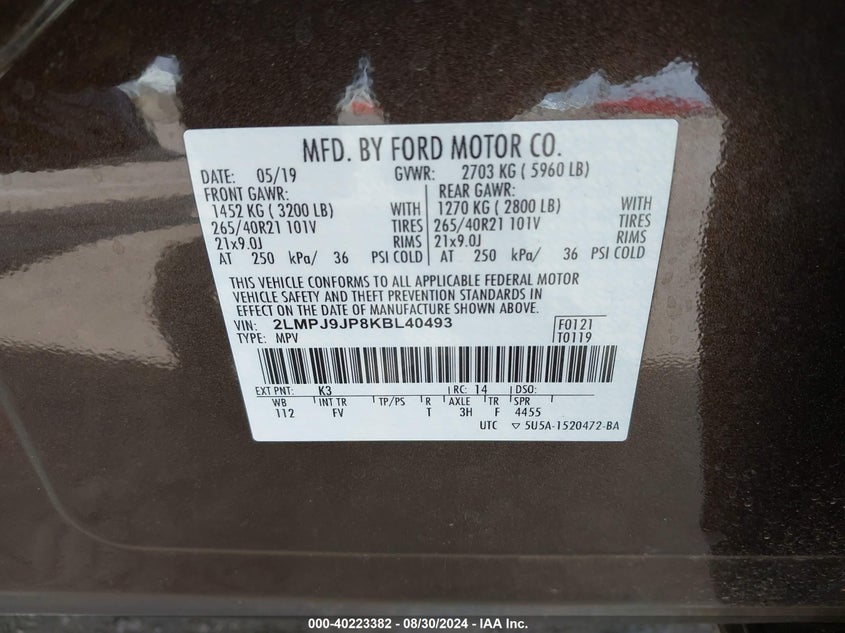 MFD. BY FORD MOTOR CO.
DATE: 05/19 GVWR: 2703 KG ( 5960 LB)
FRONT GAWR: REAR GAWR:
1452 KG ( 3200 LB) WITH 1270 KG ( 2800 LB) WITH
265/40R21 101V TIRES 265/40R21 101V TIRES
21x9.0J RIMS 21x9.0J RIMS
AT 250 kPa/ 36 PSI COLD AT 250 kPa/ 36 PSI COLD
THIS VEHICLE CONFORMS TO ALL APPLICABLE FEDERAL MOTOR
VEHICLE SAFETY AND THEFT PREVENTION STANDARDS IN
EFFECT ON THE DATE OF MANUFACTURE SHOWN ABOVE.
VIN: 2LMPJ9JP8KBL40493 F0121
TYPE: MPV T0119
EXT PNT: K3 RC: 14 DSO:
WB INT TR TP/PS R AXLE TR SPR
112 FV T 3H F 4455
UTC ▽ 5U5A-1520472-BA
000-40223382 - 08/30/2024 - IAA Inc.